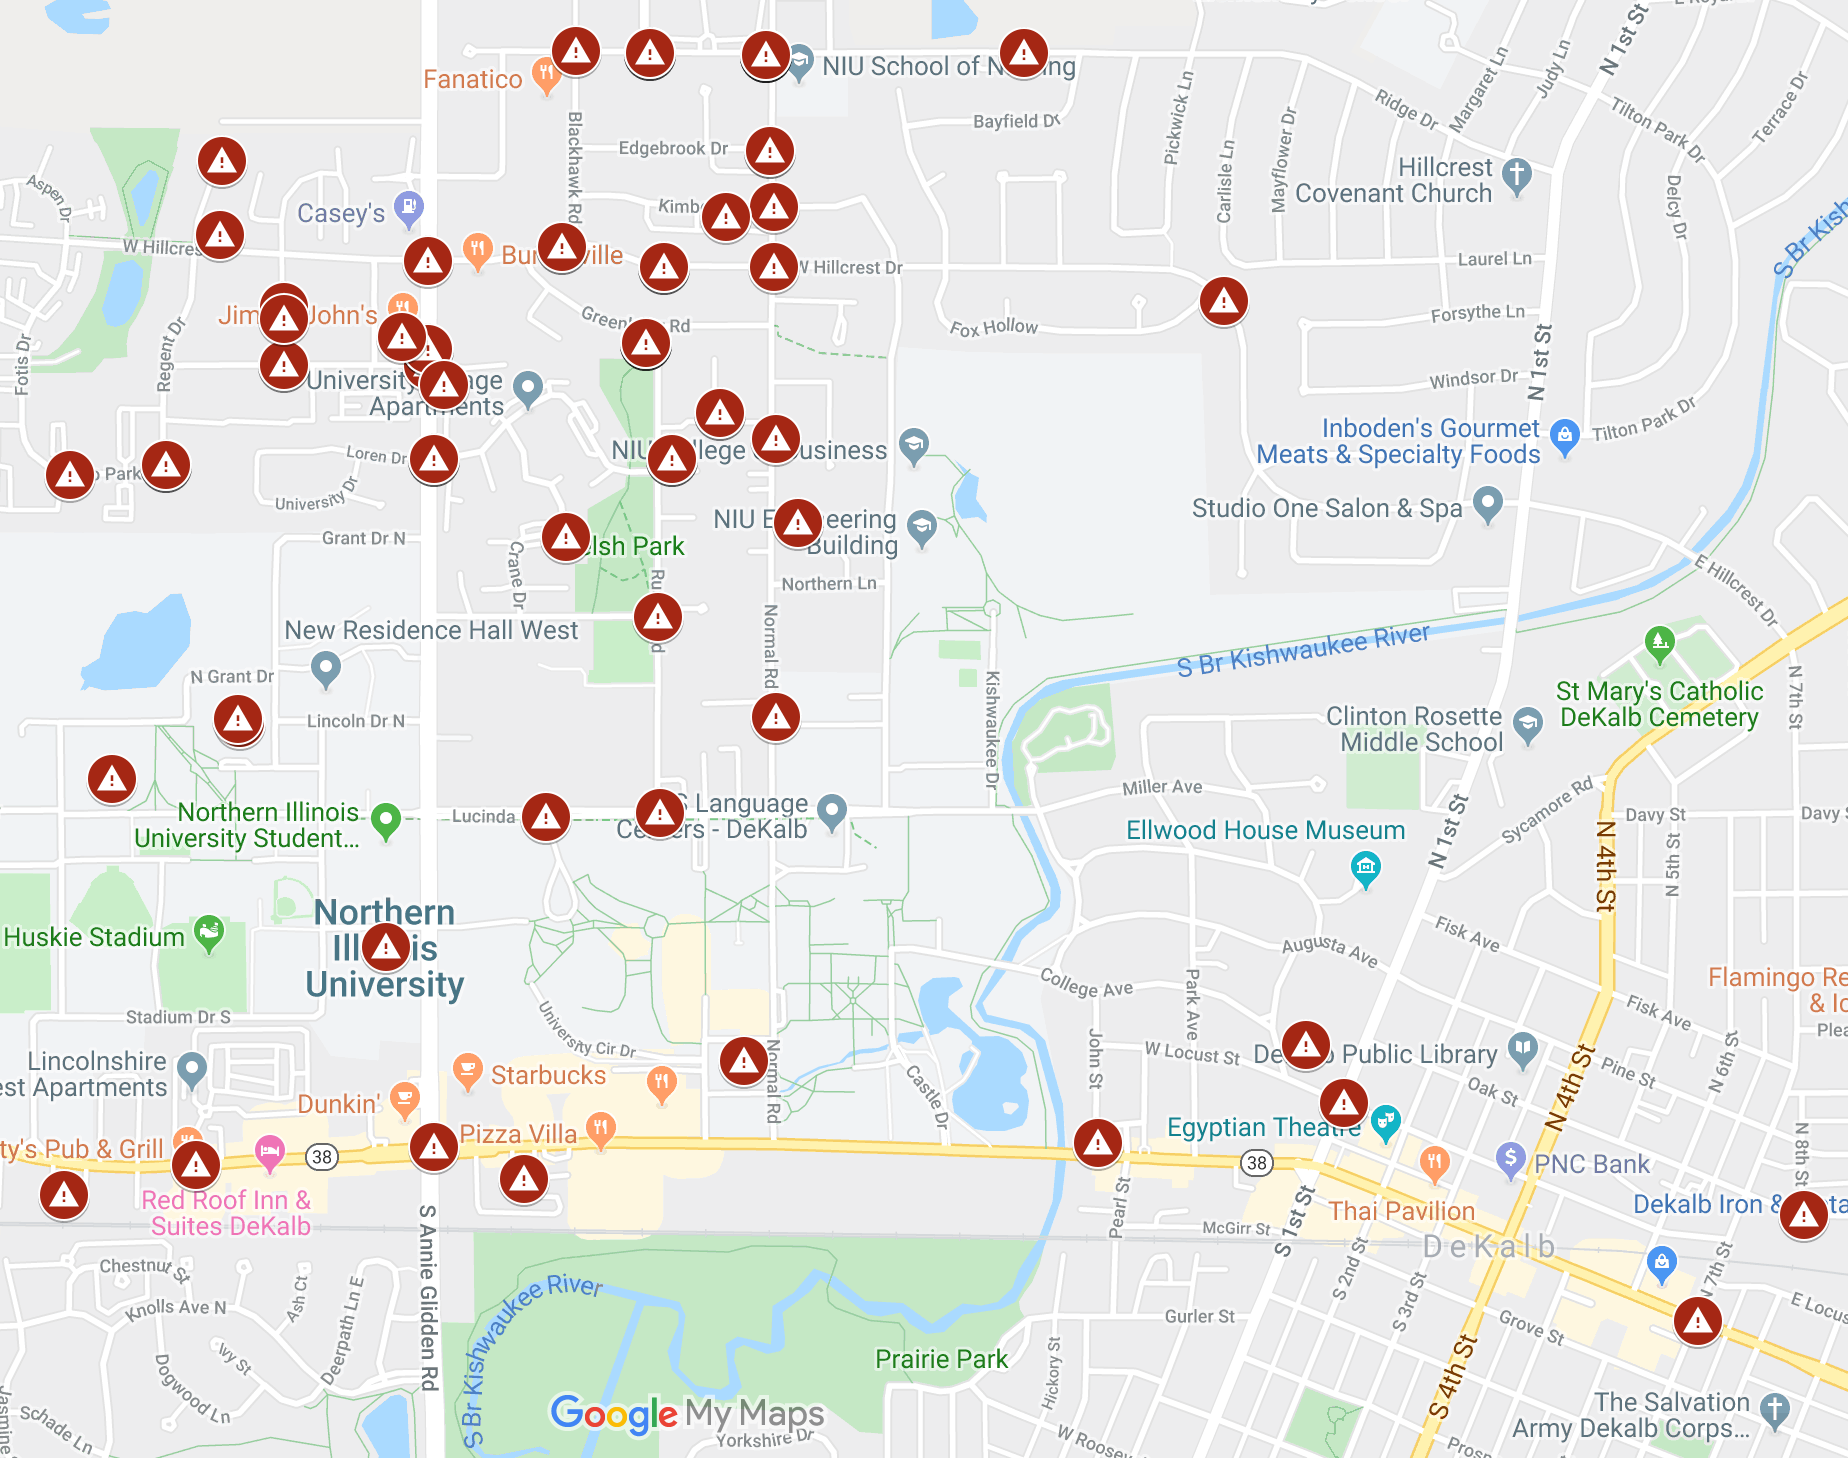 N 1st St
Fanatico
NIU School of N
ing
Blackhawk Rd
Edgebrook Dr
Bayfield Dr
Pickwick Ln
Ridge Dr
Margaret Ln
Judy Ln
Tilton Park Dr
Terrace Dr
Carlisle Ln
Mayflower Dr
Hillcrest
Covenant Church
Delcy Dr
Aspen Dr
Casey's
W Hillcres
W Hillcrest Dr
Laurel Ln
S Br Kish
Fotis Dr
Regent Dr
John's
Rd
Fox Hollow
Forsythe Ln
N 1st St
Windsor Dr
Tilton Park Dr
University
age
Apartments
Inboden's Gourmet
Meats & Specialty Foods
Loren Dr
Park
University Dr
NIU
llege
usiness
Studio One Salon & Spa
Grant Dr N
Crane Dr
lsh Park
NIU E
eering
Building
Northern Ln
E Hillcrest Dr
New Residence Hall West
Normal Rd
S Br Kishwaukee River
N Grant Dr
Lincoln Dr N
Kishwaukee Dr
Clinton Rosette
Middle School
St Mary's Catholic
DeKalb Cemetery
N 7th St
Northern Illinois
University Student...
Lucinda
S Language
Centers - DeKalb
Miller Ave
Ellwood House Museum
N 1st St
Sycamore Rd
N 4th St
Davy St
Davy S
N 5th St
Northern
Ill
is
University
Huskie Stadium
Fisk Ave
Augusta Ave
College Ave
Park Ave
Flamingo Re
& Ic
Fisk Ave
Plea
Stadium Dr S
University Cir Dr
Normal Rd
Castle Dr
John St
W Locust St
De
Public Library
Oak St
Pine St
N 6th St
N 4th St
Lincolnshire
est Apartments
Starbucks
Dunkin'
Pizza Villa
ty's Pub & Grill
38
Red Roof Inn &
Suites DeKalb
Egyptian Theatre
38
PNC Bank
N 8th St
Thai Pavilion
Dekalb Iron &
ta
Pearl St
McGirr St
S 1st St
S 2nd St
S 3rd St
DeKalb
N 7th St
E Locus
S Annie Glidden Rd
Chestnut St
Knolls Ave N
Ash Ct
Deerpath Ln E
Ivy St
Dogwood Ln
Schade Ln
Jasmine
S Br Kishwaukee River
Prairie Park
Gurler St
Hickory St
Grove St
S 4th St
Google My Maps
Yorkshire Dr
W Roosev
The Salvation
Army Dekalb Corps...
Prosp